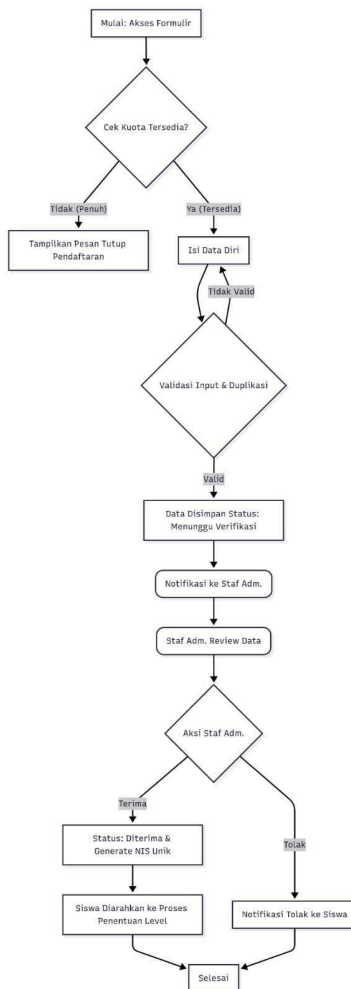 Mulai: Akses Formulir
Cek Kuota Tersedia?
Tidak (Penuh)
Ya (Tersedia)
Tampilkan Pesan Tutup
Pendaftaran
Isi Data Diri
Tidak Valid
Validasi Input & Duplikasi
Valid
Data Disimpan Status:
Menunggu Verifikasi
Notifikasi ke Staf Adm.
Staf Adm. Review Data
Aksi Staf Adm.
Terima
Tolak
Status: Diterima &
Generate NIS Unik
Siswa Diarahkan ke Proses
Penentuan Level
Notifikasi Tolak ke Siswa
Selesai